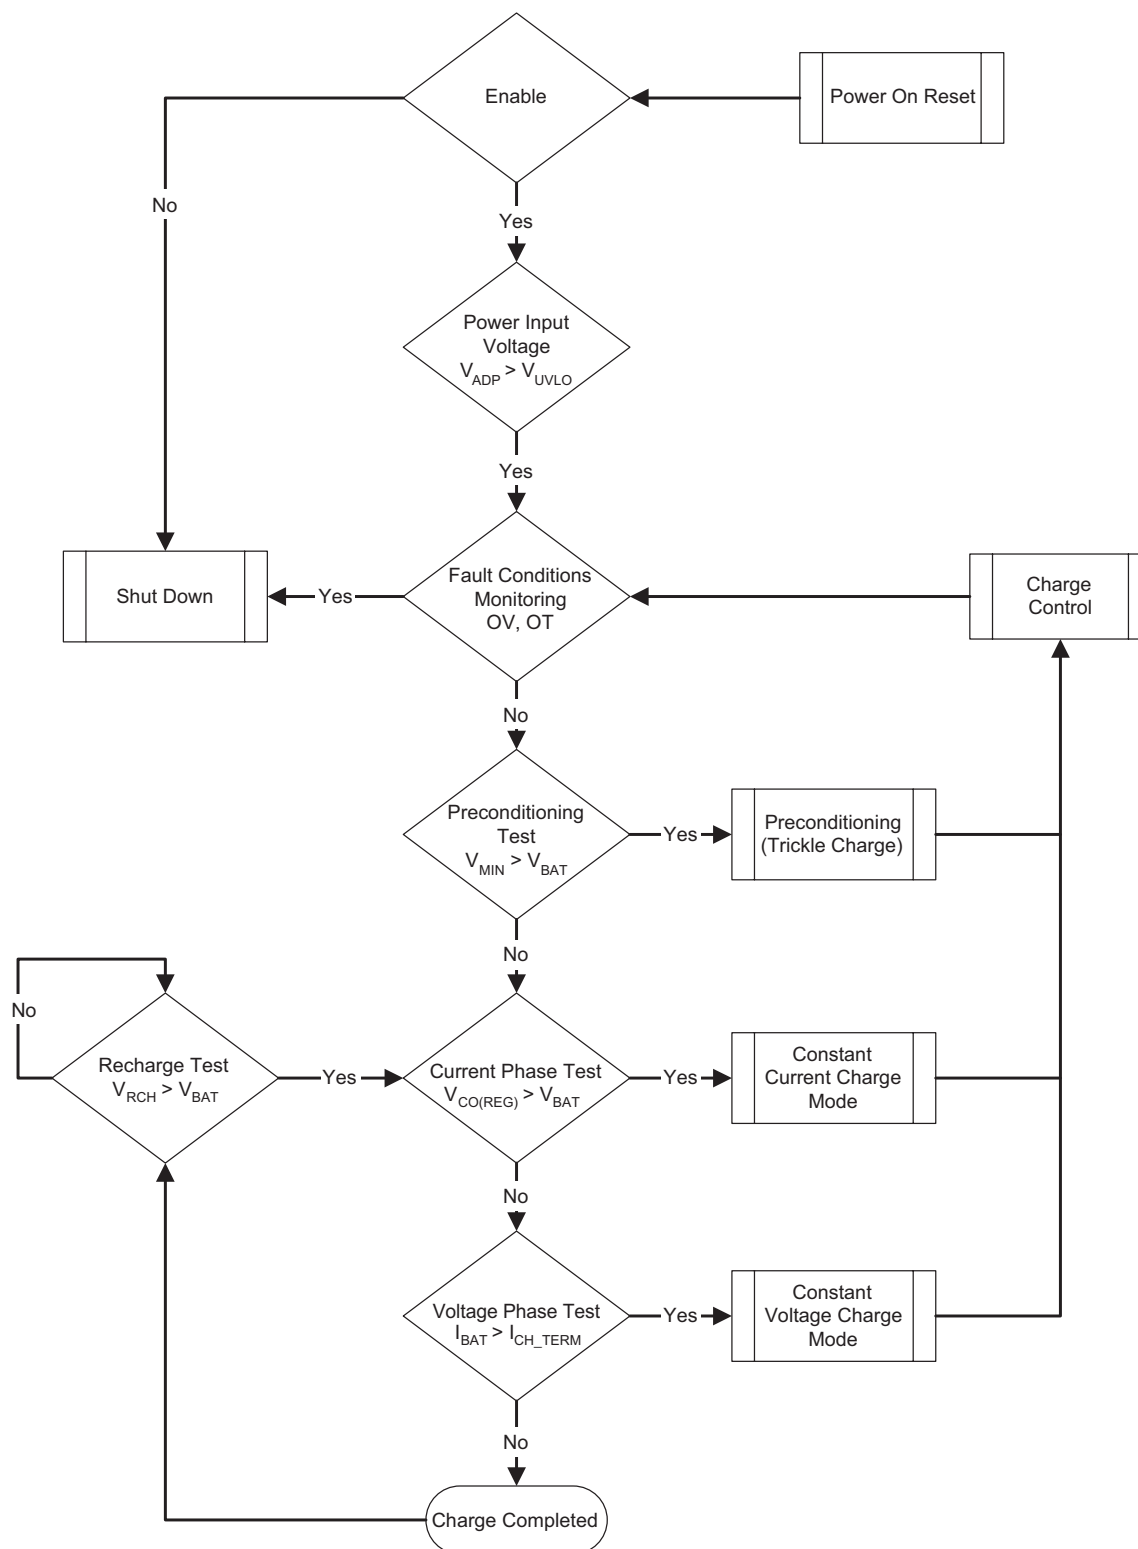 Enable
Power On Reset
No
Yes
Power Input
Voltage
V_ADP > V_UVLO
Yes
Shut Down
Yes
Fault Conditions
Monitoring
OV, OT
Charge
Control
No
Preconditioning
Test
V_MIN > V_BAT
Yes
Preconditioning
(Trickle Charge)
No
No
Recharge Test
V_RCH > V_BAT
Yes
Current Phase Test
V_CO(REG) > V_BAT
Yes
Constant
Current Charge
Mode
No
Voltage Phase Test
I_BAT > I_CH_TERM
Yes
Constant
Voltage Charge
Mode
No
Charge Completed